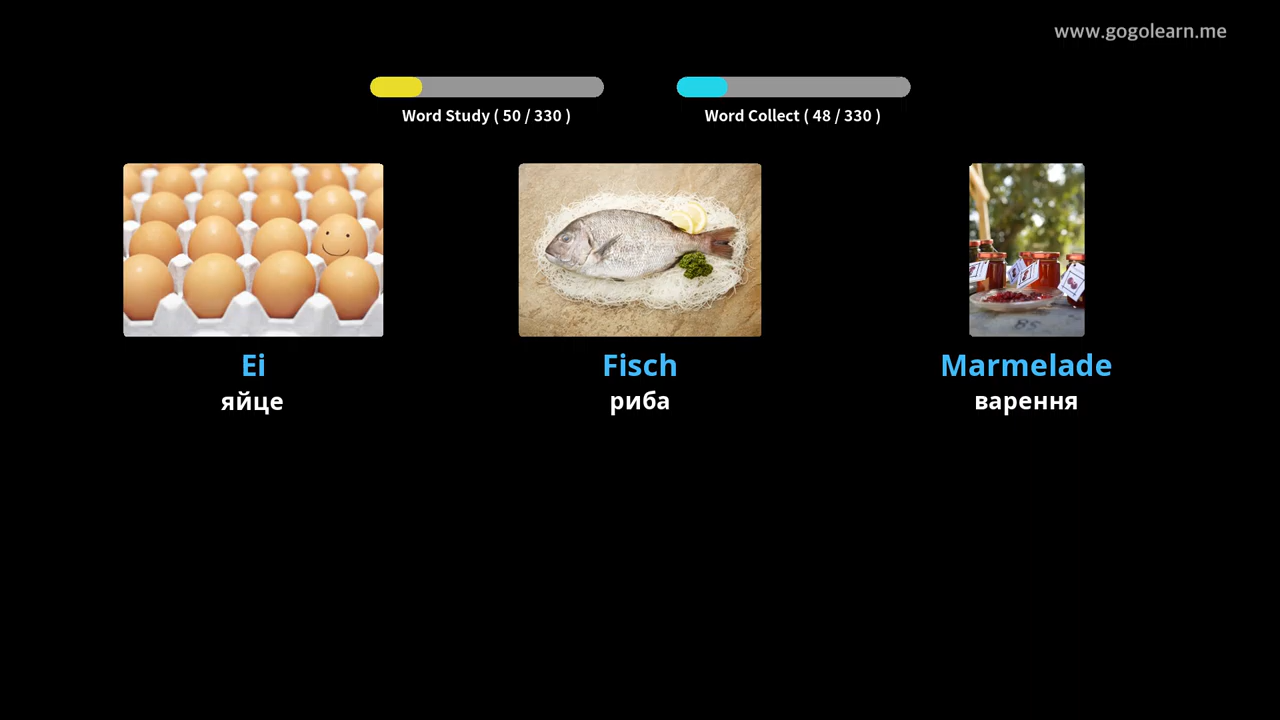 www.gogolearn.me
Word Study ( 50 / 330 )
Word Collect ( 48 / 330 )
Ei
яйце
Fisch
риба
Marmelade
варення